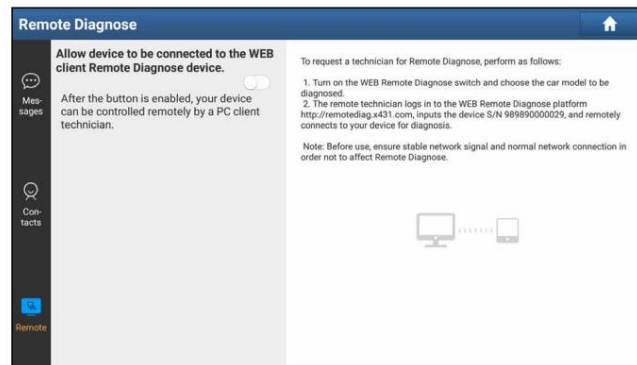 Remote Diagnose
Mes-
sages
Con-
tacts
Remote
Allow device to be connected to the WEB
client Remote Diagnose device.
After the button is enabled, your device
can be controlled remotely by a PC client
technician.
To request a technician for Remote Diagnose, perform as follows:
1. Turn on the WEB Remote Diagnose switch and choose the car model to be
diagnosed.
2. The remote technician logs in to the WEB Remote Diagnose platform
http://remotediag.x431.com, inputs the device S/N 989890000029, and remotely
connects to your device for diagnosis.
Note: Before use, ensure stable network signal and normal network connection in
order not to affect Remote Diagnose.